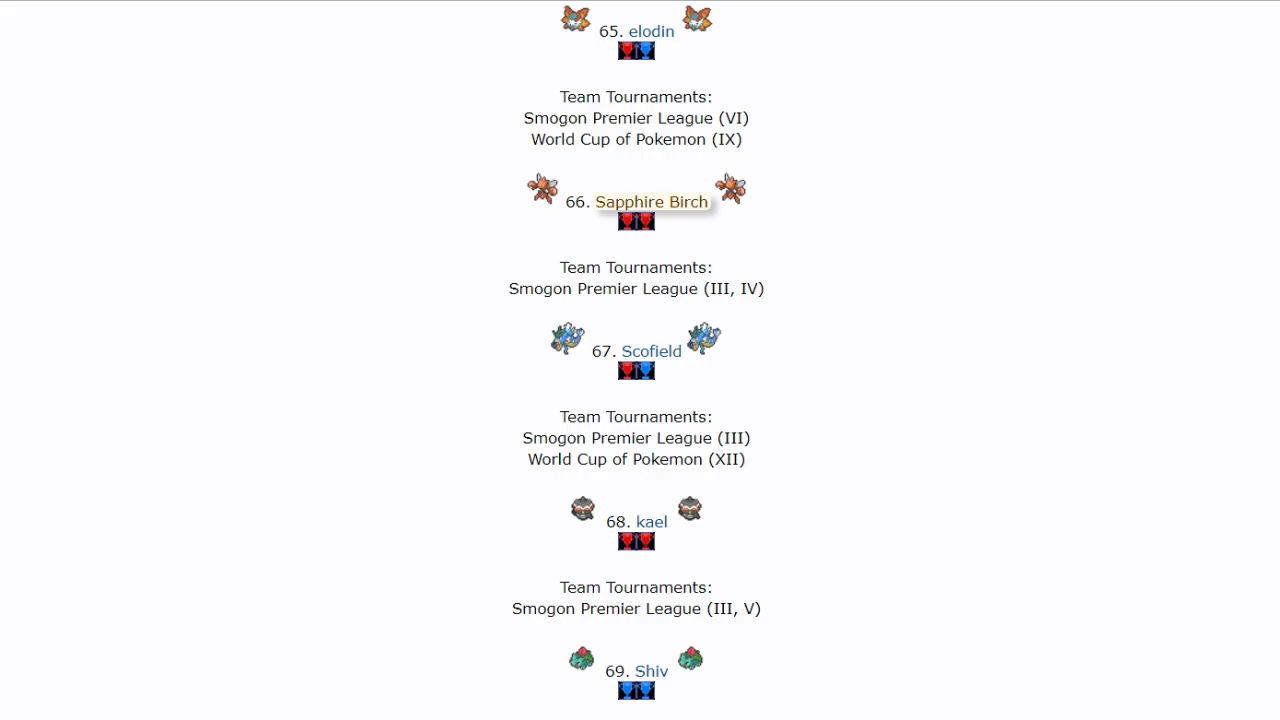 65. elodin
Team Tournaments:
Smogon Premier League (VI)
World Cup of Pokemon (IX)
66. Sapphire Birch
Team Tournaments:
Smogon Premier League (III, IV)
67. Scofield
Team Tournaments:
Smogon Premier League (III)
World Cup of Pokemon (XII)
68. kael
Team Tournaments:
Smogon Premier League (III, V)
69. Shiv